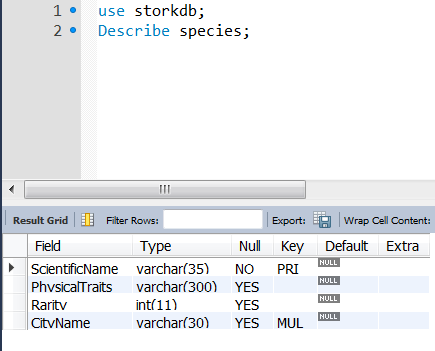 1 use storkdb;
2 Describe species;
Result Grid Filter Rows: Export: Wrap Cell Content:
Field Type Null Key Default Extra
ScientificName varchar(35) NO PRI NULL
PhysicalTraits varchar(300) YES NULL
Rarity int(11) YES NULL
CityName varchar(30) YES MUL NULL